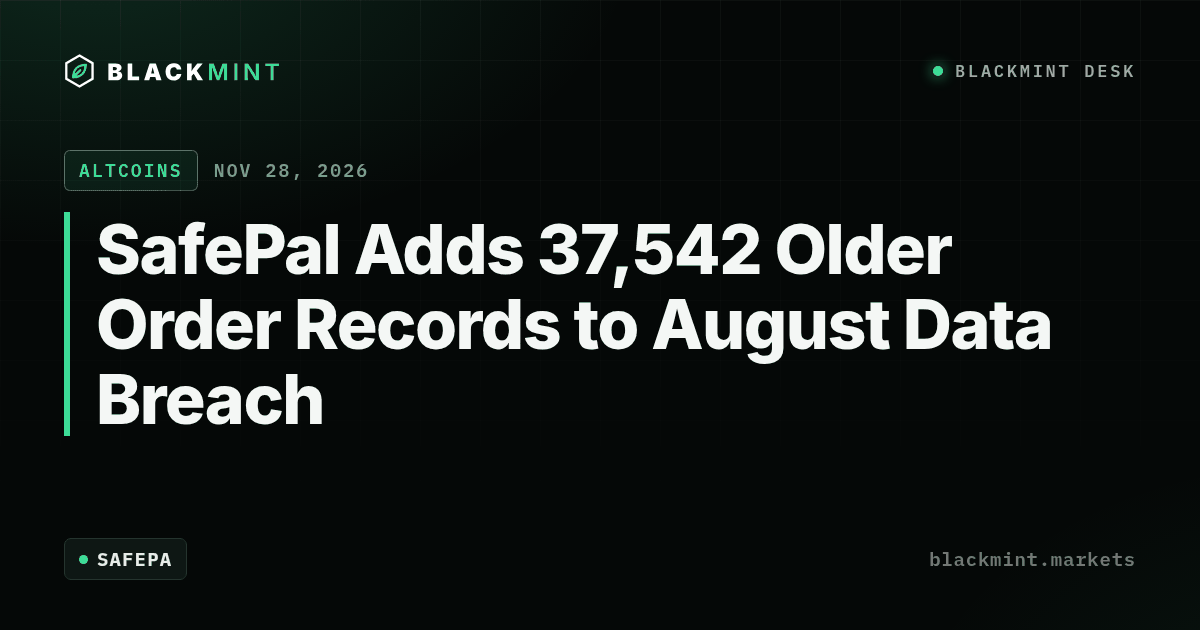 BLACKMINT
BLACKMINT DESK
ALTCOINS
NOV 28, 2026
SafePal Adds 37,542 Older
Order Records to August Data
Breach
SAFEPA
blackmint.markets